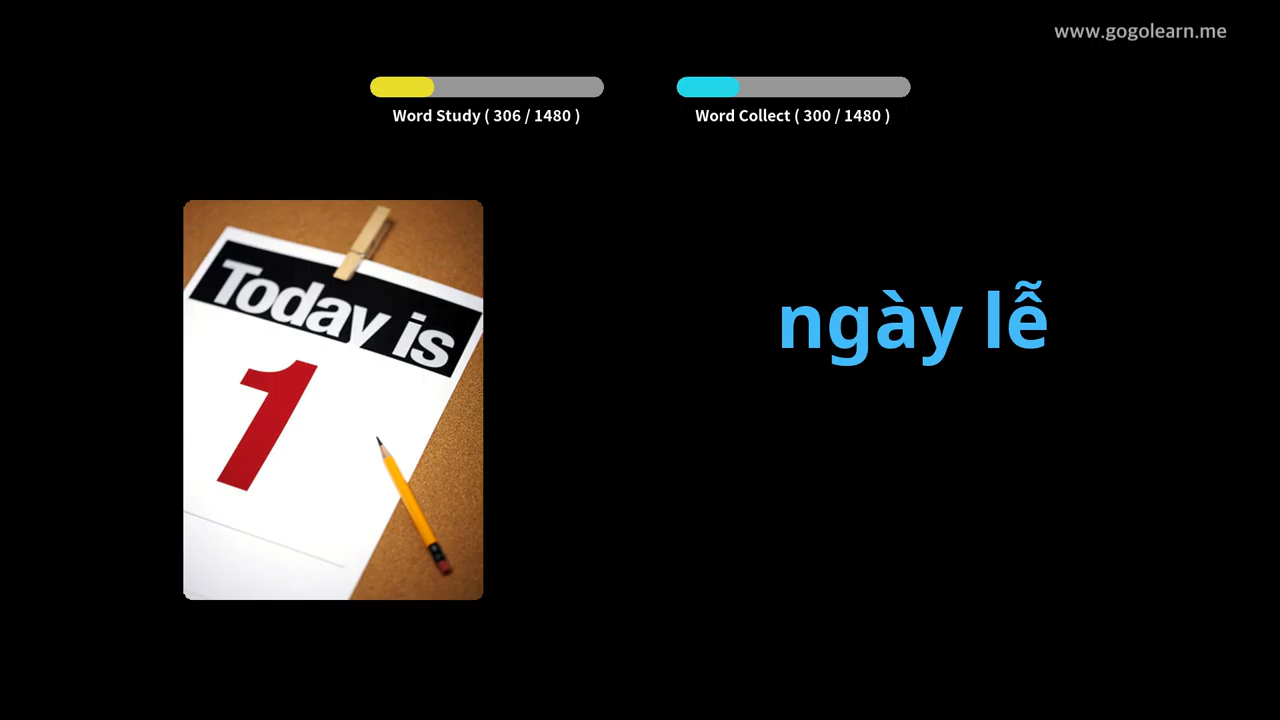 www.gogolearn.me
Word Study ( 306 / 1480 )
Word Collect ( 300 / 1480 )
Today is
1
ngày lễ